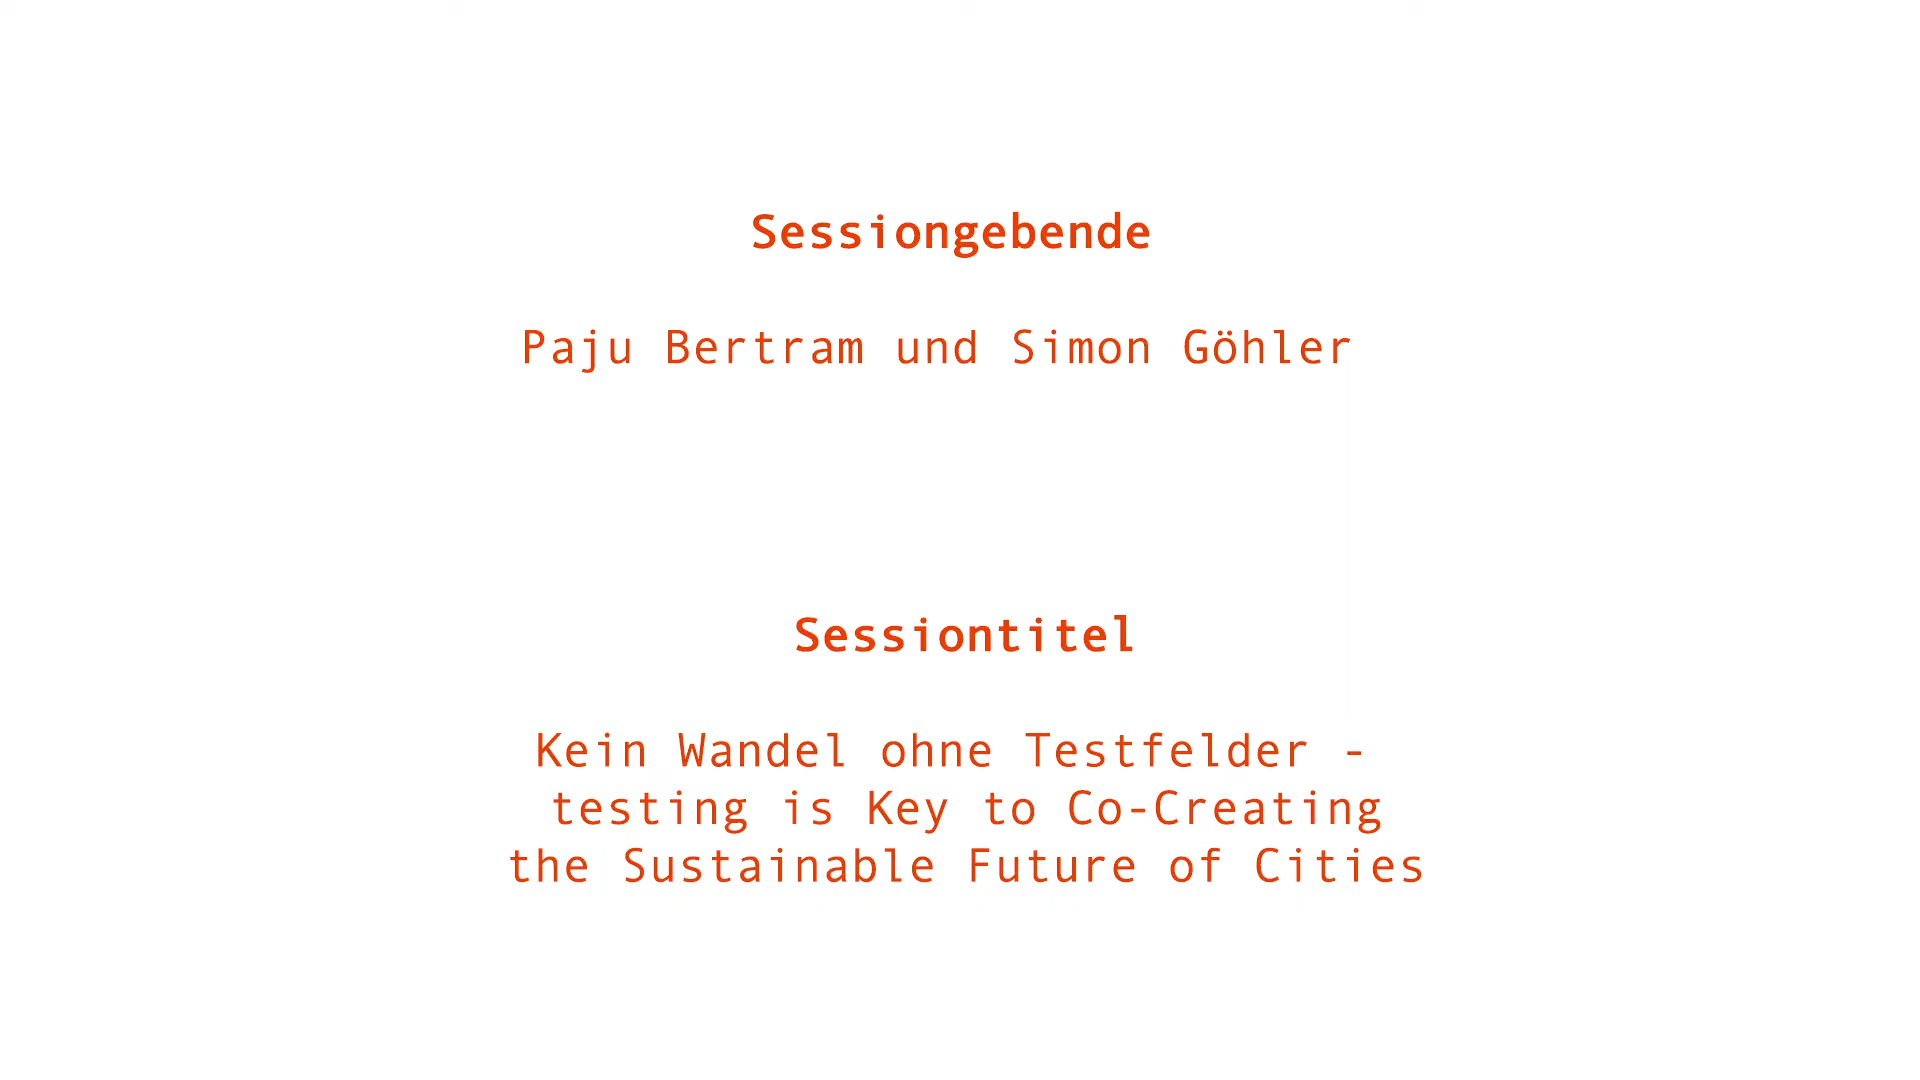 Sessiongebende
Paju Bertram und Simon Göhler
Sessiontitel
Kein Wandel ohne Testfelder -
testing is Key to Co-Creating
the Sustainable Future of Cities